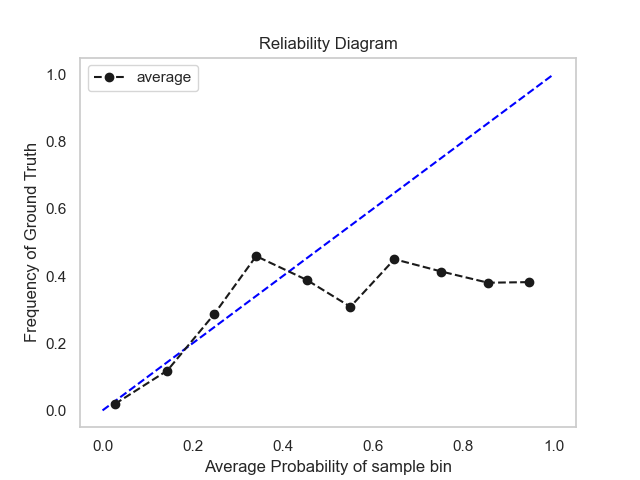 Reliability Diagram
average
1.0
0.8
0.6
0.4
0.2
0.0
Frequency of Ground Truth
0.0 0.2 0.4 0.6 0.8 1.0
Average Probability of sample bin